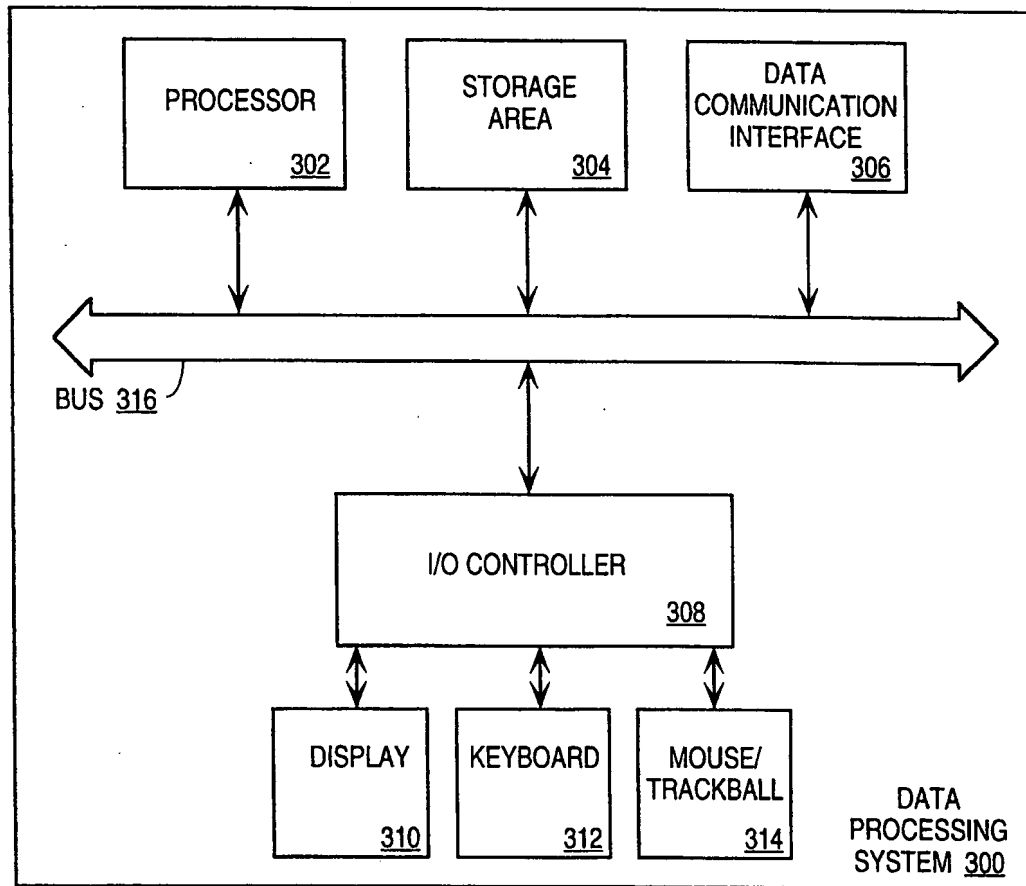 PROCESSOR
302
STORAGE
AREA
304
DATA
COMMUNICATION
INTERFACE
306
BUS 316
I/O CONTROLLER
308
DISPLAY
310
KEYBOARD
312
MOUSE/
TRACKBALL
314
DATA
PROCESSING
SYSTEM 300